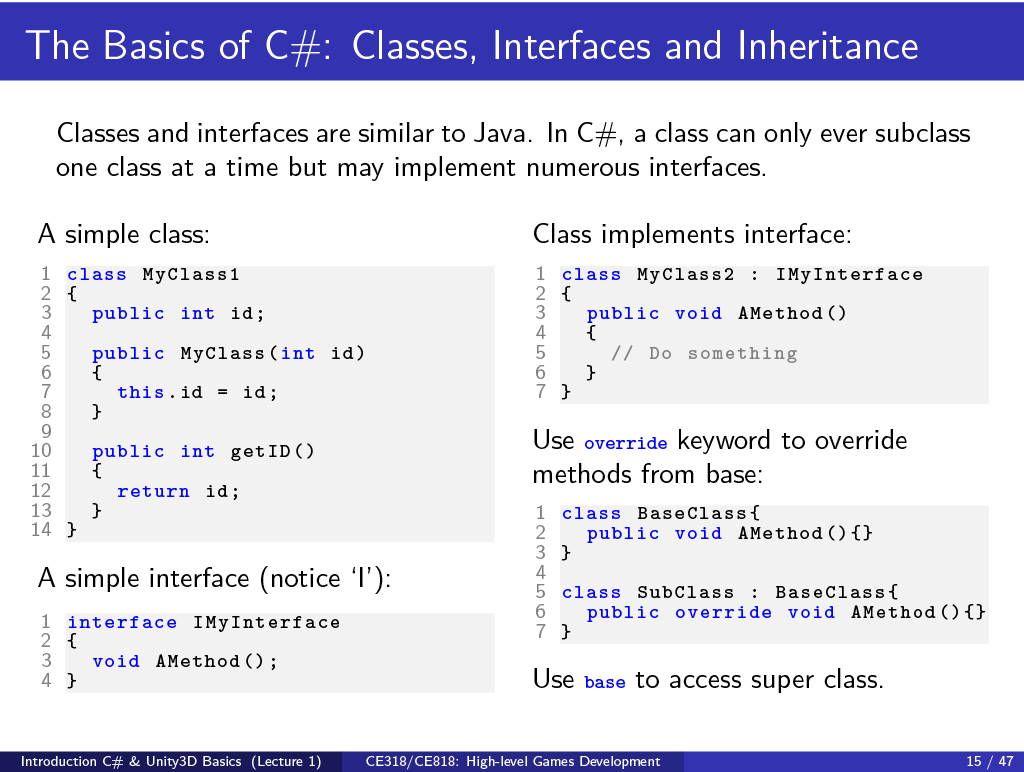 The Basics of C#: Classes, Interfaces and Inheritance
Classes and interfaces are similar to Java. In C#, a class can only ever subclass
one class at a time but may implement numerous interfaces.
A simple class:
1 class MyClass1
2 {
3   public int id;
4
5   public MyClass(int id)
6   {
7     this.id = id;
8   }
9
10   public int getID()
11   {
12     return id;
13   }
14 }
A simple interface (notice ‘I’):
1 interface IMyInterface
2 {
3   void AMethod();
4 }
Class implements interface:
1 class MyClass2 : IMyInterface
2 {
3   public void AMethod()
4   {
5     // Do something
6   }
7 }
Use override keyword to override
methods from base:
1 class BaseClass{
2   public void AMethod(){}
3 }
4
5 class SubClass : BaseClass{
6   public override void AMethod(){}
7 }
Use base to access super class.
Introduction C# & Unity3D Basics (Lecture 1) CE318/CE818: High-level Games Development 15 / 47